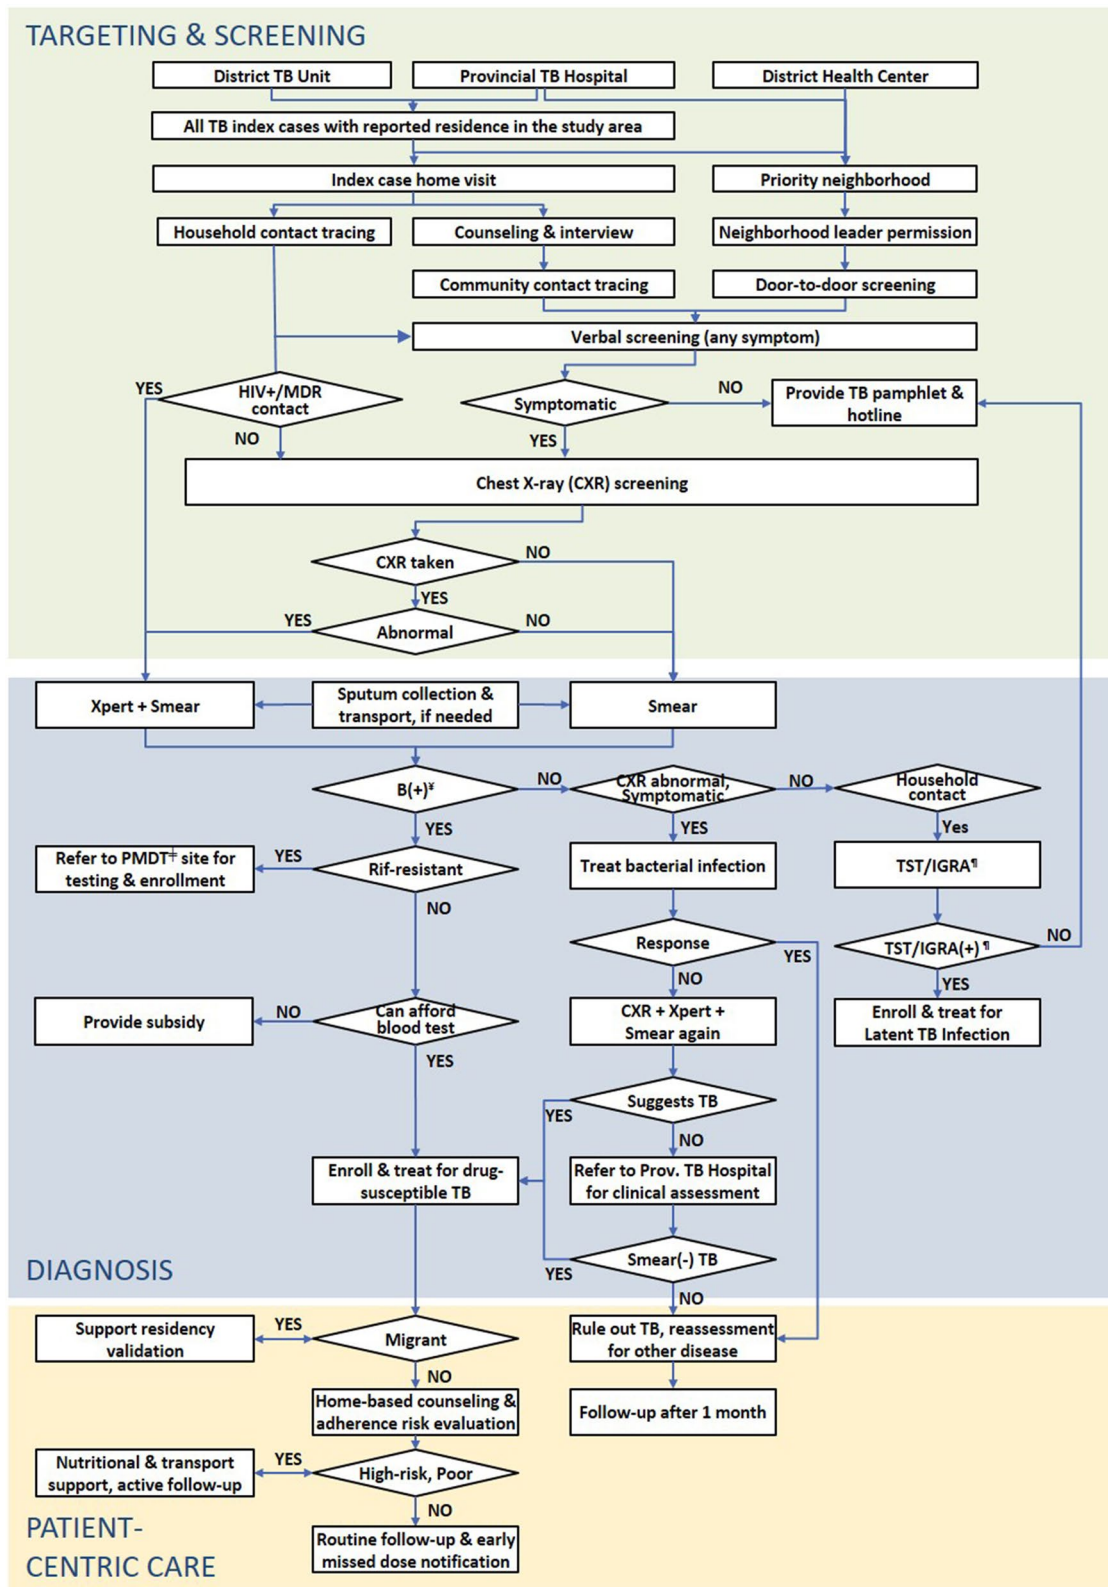 TARGETING & SCREENING
District TB Unit
Provincial TB Hospital
District Health Center
All TB index cases with reported residence in the study area
Index case home visit
Priority neighborhood
Household contact tracing
Counseling & interview
Neighborhood leader permission
Community contact tracing
Door-to-door screening
Verbal screening (any symptom)
YES
HIV+/MDR
contact
NO
Symptomatic
NO
YES
Provide TB pamphlet &
hotline
Chest X-ray (CXR) screening
CXR taken
NO
YES
YES
Abnormal
NO
Xpert + Smear
Sputum collection &
transport, if needed
Smear
B(+)¥
NO
YES
CXR abnormal,
Symptomatic
NO
YES
Household
contact
Yes
Refer to PMDT╪ site for
testing & enrollment
YES
Rif-resistant
NO
Treat bacterial infection
TST/IGRA¶
Response
YES
NO
TST/IGRA(+) ¶
NO
YES
Provide subsidy
NO
Can afford
blood test
YES
CXR + Xpert +
Smear again
Enroll & treat for
Latent TB Infection
Suggests TB
YES
NO
Enroll & treat for drug-
susceptible TB
Refer to Prov. TB Hospital
for clinical assessment
Smear(-) TB
YES
NO
DIAGNOSIS
Support residency
validation
YES
Migrant
NO
Rule out TB, reassessment
for other disease
Home-based counseling &
adherence risk evaluation
Follow-up after 1 month
Nutritional & transport
support, active follow-up
YES
High-risk, Poor
NO
Routine follow-up & early
missed dose notification
PATIENT-
CENTRIC CARE